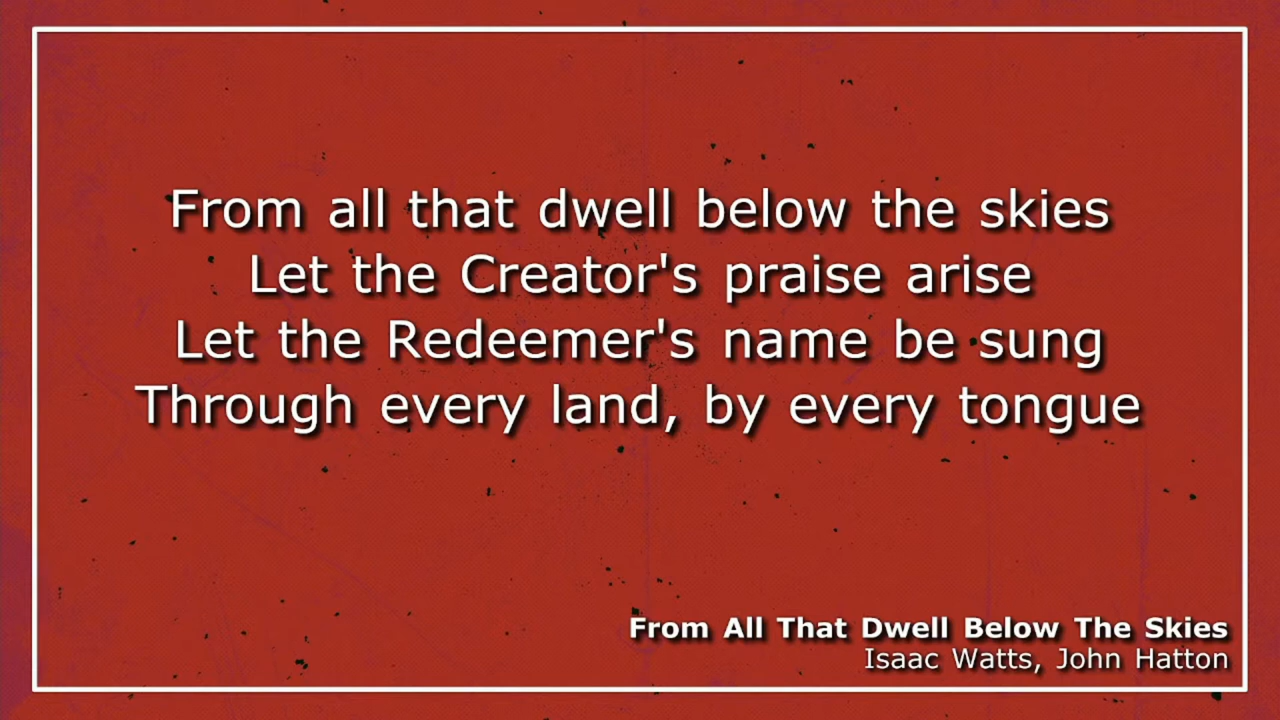 From all that dwell below the skies
Let the Creator's praise arise
Let the Redeemer's name be sung
Through every land, by every tongue
From All That Dwell Below The Skies
Isaac Watts, John Hatton